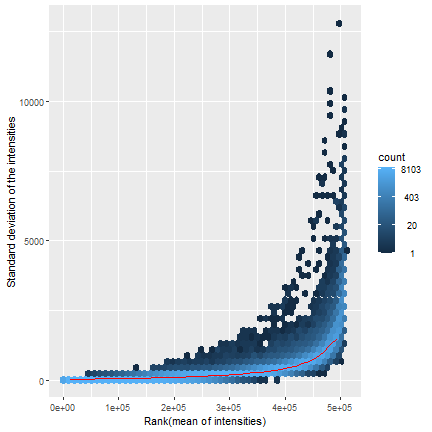 10000
5000
0
0e+00 1e+05 2e+05 3e+05 4e+05 5e+05
Rank(mean of intensities)
Standard deviation of the intensities
count
8103
403
20
1